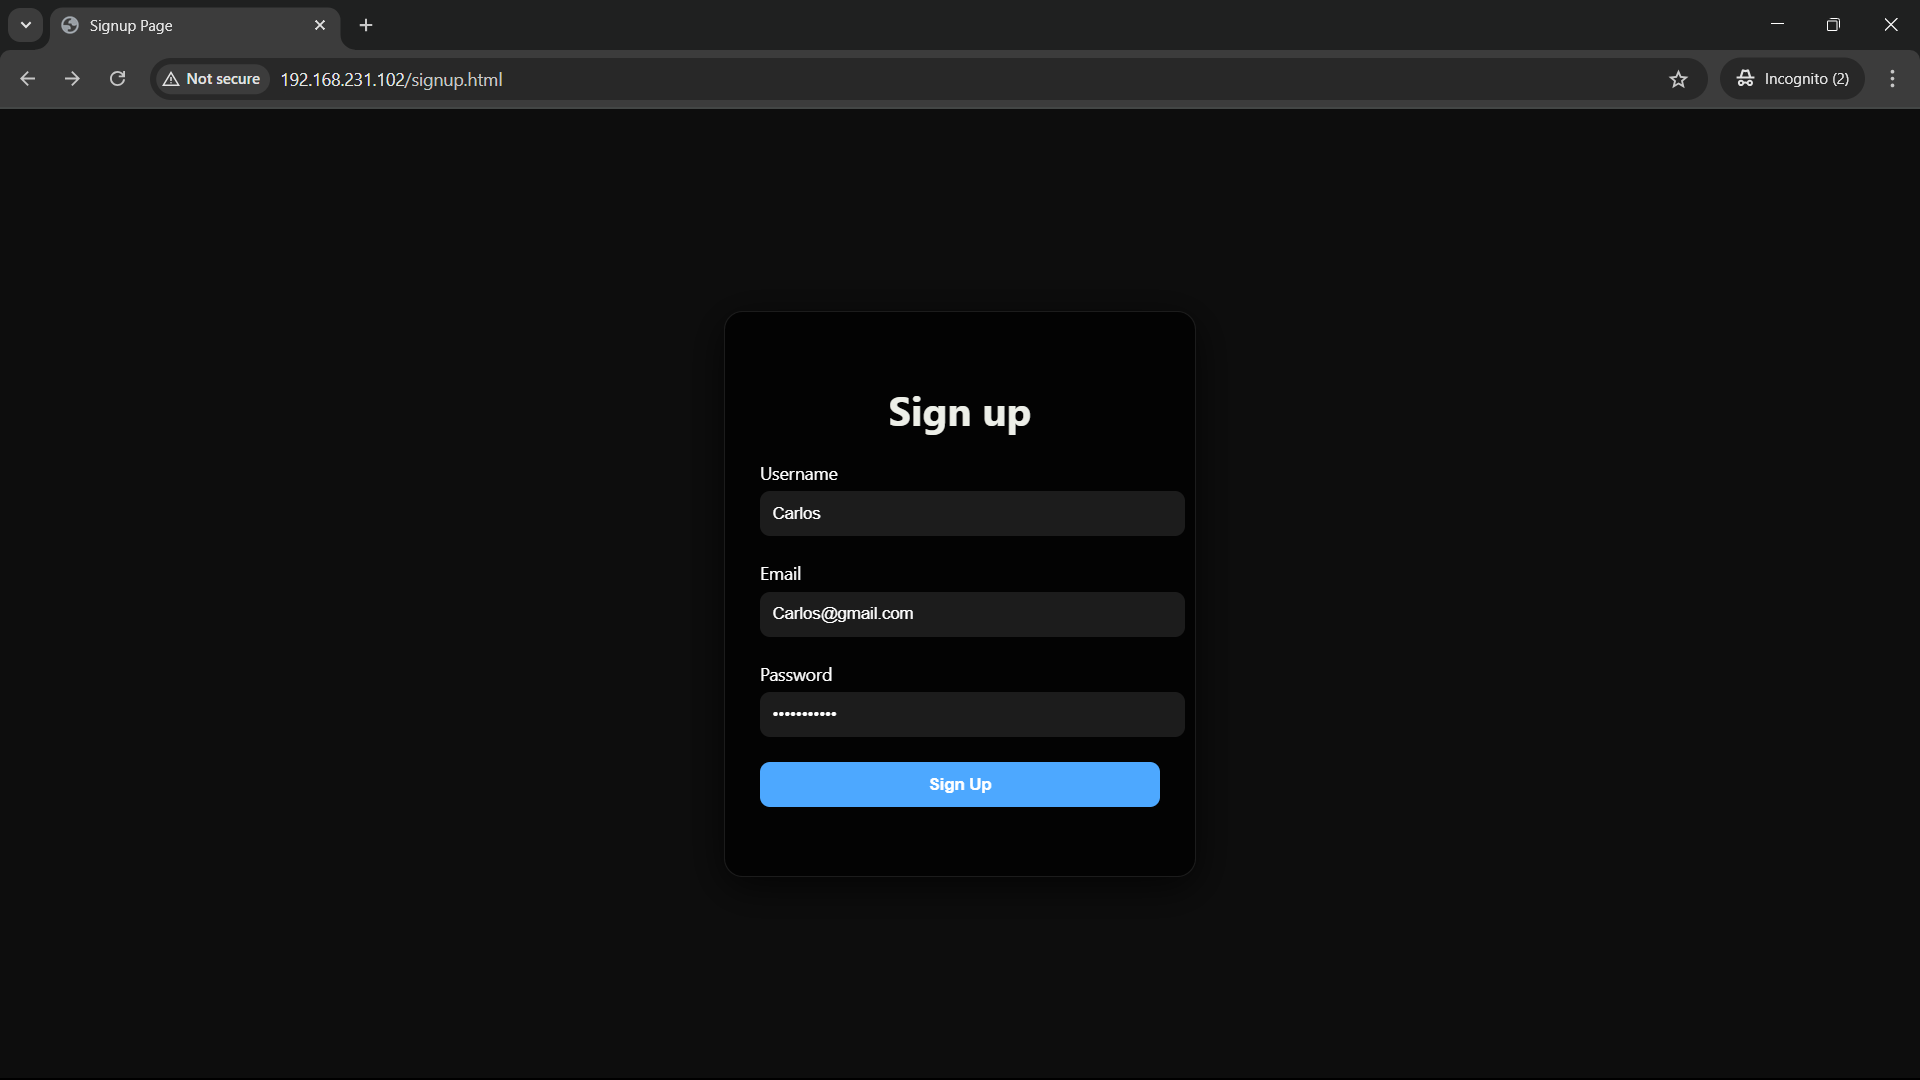 Signup Page
Not secure
192.168.231.102/signup.html
Incognito (2)
Sign up
Username
Carlos
Email
Carlos@gmail.com
Password
•••••••••••
Sign Up